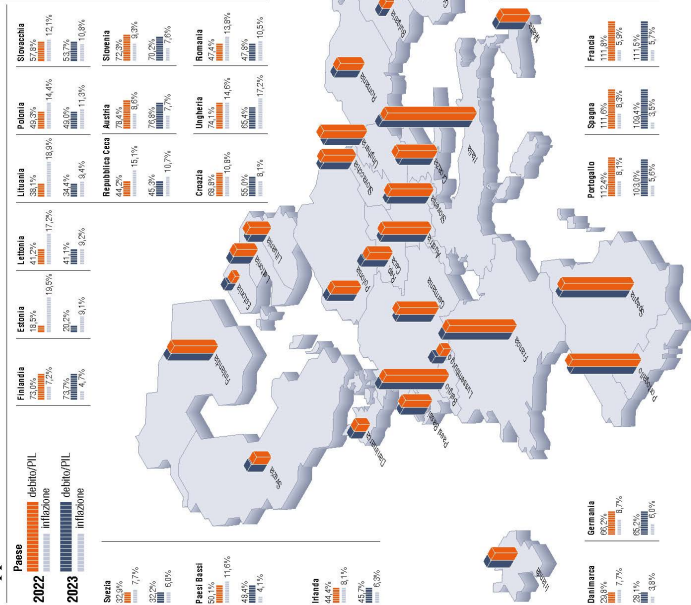 Paese
2022 debito/PIL
inflazione
2023 debito/PIL
inflazione
Finlandia
73,0%
7,2%
73,7%
4,7%
Estonia
18,5%
19,5%
20,2%
9,1%
Lettonia
41,2%
17,2%
41,1%
9,2%
Lituania
38,1%
18,9%
34,4%
9,4%
Polonia
49,3%
14,4%
49,0%
11,3%
Slovacchia
57,8%
12,1%
53,7%
10,8%
Repubblica Ceca
44,2%
15,1%
45,3%
10,7%
Austria
78,4%
8,6%
76,8%
7,7%
Slovenia
72,3%
9,3%
70,2%
7,6%
Croazia
69,8%
10,8%
65,0%
8,1%
Ungheria
74,1%
14,6%
65,4%
17,2%
Romania
47,4%
13,8%
47,8%
10,5%
Svezia
32,9%
7,7%
32,2%
6,0%
Paesi Bassi
50,1%
11,6%
48,4%
4,1%
Irlanda
44,4%
8,1%
45,7%
6,3%
Danimarca
29,8%
7,7%
29,1%
3,8%
Germania
66,2%
8,7%
65,2%
6,0%
Portogallo
112,4%
8,1%
103,0%
5,6%
Spagna
111,6%
8,3%
109,4%
3,5%
Francia
111,8%
5,9%
111,5%
5,7%
Svezia
Finlandia
Estonia
Lettonia
Lituania
Danimarca
Paesi Bassi
Belgio
Lussemburgo
Germania
Polonia
Rep.
Ceca
Austria
Slovacchia
Ungheria
Slovenia
Croazia
Romania
Bulgaria
Italia
Malta
Francia
Spagna
Portogallo
Irlanda